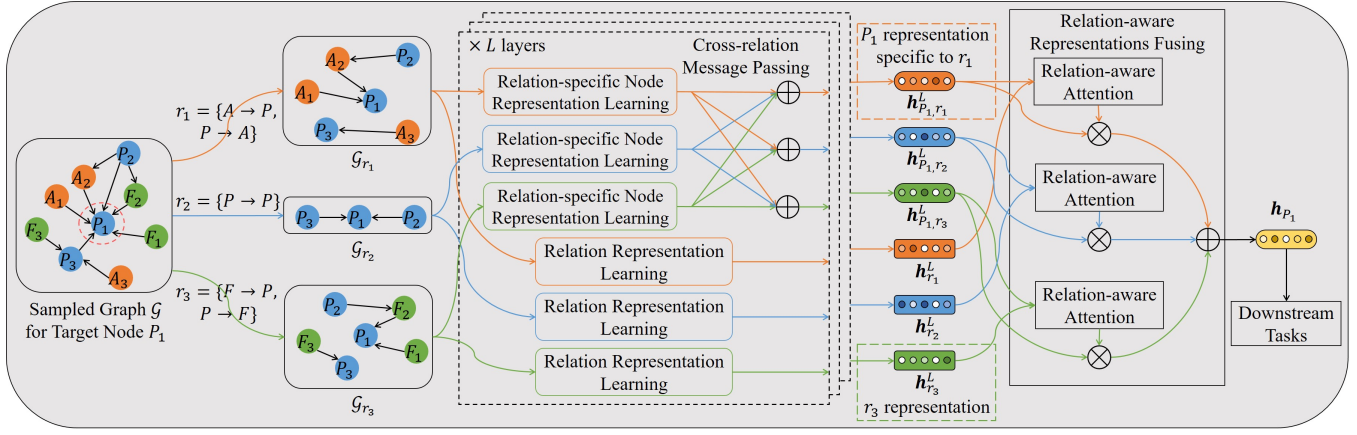 P₂
A₂
A₁
F₂
P₁
F₃
F₁
P₃
A₃
Sampled Graph 𝒢
for Target Node P₁
r₁ = {A → P,
P → A}
r₂ = {P → P}
r₃ = {F → P,
P → F}
P₂
A₂
A₁
P₁
P₃
A₃
𝒢r₁
P₃
P₁
P₂
𝒢r₂
P₂
F₂
P₁
F₃
F₁
P₃
𝒢r₃
× L layers
Cross-relation
Message Passing
Relation-specific Node
Representation Learning
Relation-specific Node
Representation Learning
Relation-specific Node
Representation Learning
Relation Representation
Learning
Relation Representation
Learning
Relation Representation
Learning
P₁ representation
specific to r₁
h^L_{P₁,r₁}
h^L_{P₁,r₂}
h^L_{P₁,r₃}
h^L_{r₁}
h^L_{r₂}
h^L_{r₃}
r₃ representation
Relation-aware
Representations Fusing
Relation-aware
Attention
Relation-aware
Attention
Relation-aware
Attention
h_{P₁}
Downstream
Tasks